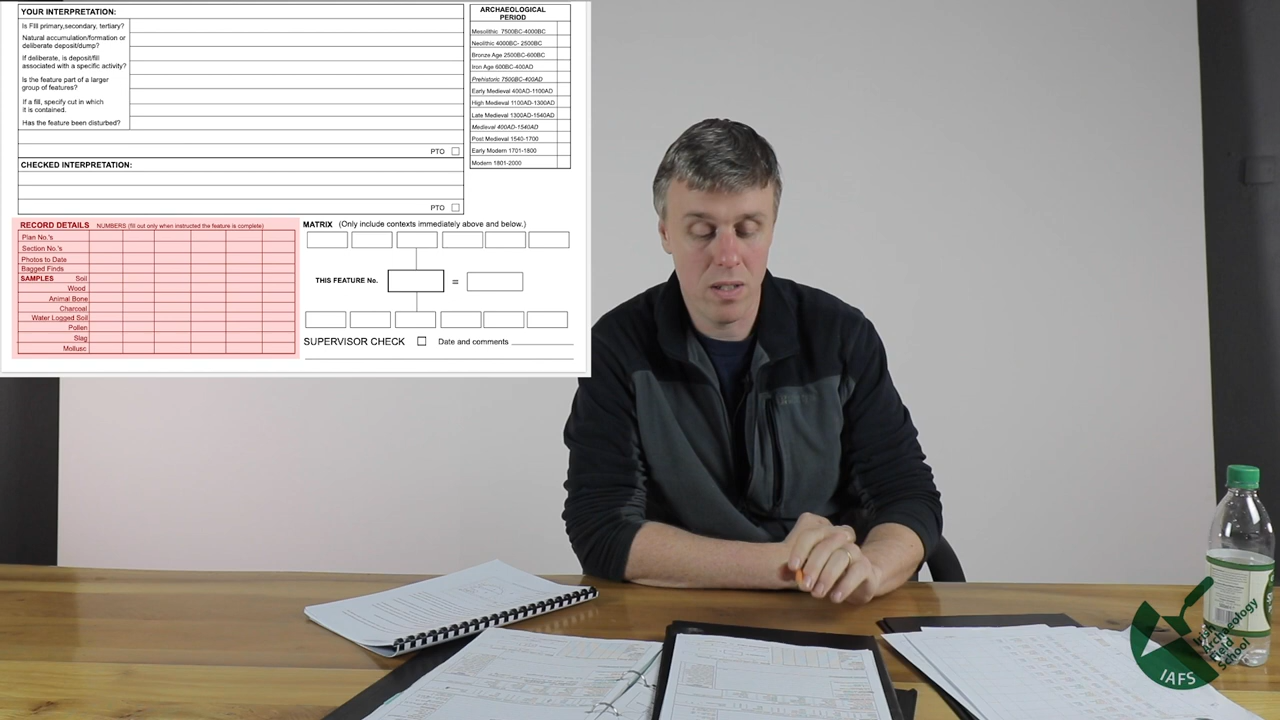 YOUR INTERPRETATION:
Is Fill primary,secondary, tertiary?
Natural accumulation/formation or
deliberate deposit/dump?
If deliberate, is deposit/fill
associated with a specific activity?
Is the feature part of a larger
group of features?
If a fill, specify cut in which
it is contained.
Has the feature been disturbed?
PTO
CHECKED INTERPRETATION:
PTO
ARCHAEOLOGICAL
PERIOD
Mesolithic 7500BC-4000BC
Neolithic 4000BC- 2500BC
Bronze Age 2500BC-600BC
Iron Age 600BC-400AD
Prehistoric 7500BC-400AD
Early Medieval 400AD-1100AD
High Medieval 1100AD-1300AD
Late Medieval 1300AD-1540AD
Medieval 400AD-1540AD
Post Medieval 1540-1700
Early Modern 1701-1800
Modern 1801-2000
RECORD DETAILS NUMBERS (fill out only when instructed the feature is complete)
Plan No.'s
Section No.'s
Photos to Date
Bagged Finds
SAMPLES Soil
Wood
Animal Bone
Charcoal
Water Logged Soil
Pollen
Slag
Mollusc
MATRIX (Only include contexts immediately above and below.)
THIS FEATURE No. =
SUPERVISOR CHECK Date and comments
Irish
Archaeology
Field
School
IAFS